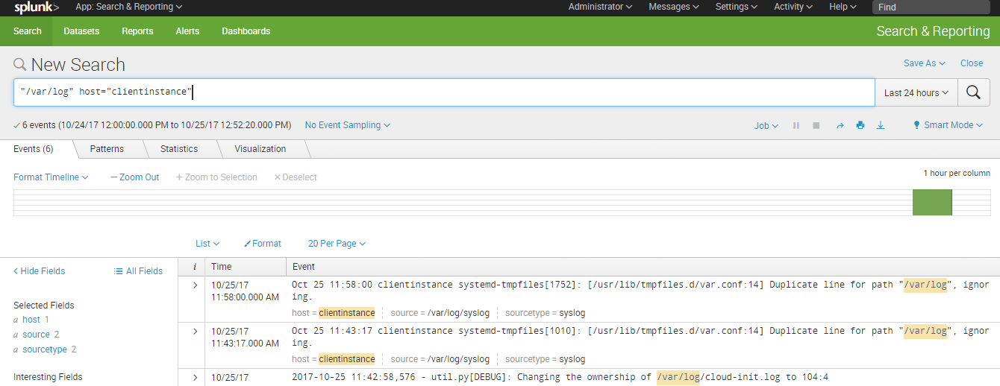 splunk> App: Search & Reporting Administrator Messages Settings Activity Help Find
Search Datasets Reports Alerts Dashboards Search & Reporting
New Search Save As Close
"/var/log" host="clientinstance" Last 24 hours
6 events (10/24/17 12:00:00.000 PM to 10/25/17 12:52:20.000 PM) No Event Sampling Job Smart Mode
Events (6) Patterns Statistics Visualization
Format Timeline — Zoom Out + Zoom to Selection × Deselect 1 hour per column
List Format 20 Per Page
< Hide Fields All Fields i Time Event
Selected Fields
a host 1
a source 2
a sourcetype 2
Interesting Fields
> 10/25/17 Oct 25 11:58:00 clientinstance systemd-tmpfiles[1752]: [/usr/lib/tmpfiles.d/var.conf:14] Duplicate line for path "/var/log", ignor
11:58:00.000 AM ing.
host = clientinstance source = /var/log/syslog sourcetype = syslog
> 10/25/17 Oct 25 11:43:17 clientinstance systemd-tmpfiles[1010]: [/usr/lib/tmpfiles.d/var.conf:14] Duplicate line for path "/var/log", ignor
11:43:17.000 AM ing.
host = clientinstance source = /var/log/syslog sourcetype = syslog
> 10/25/17 2017-10-25 11:42:58,576 - util.py[DEBUG]: Changing the ownership of /var/log/cloud-init.log to 104:4